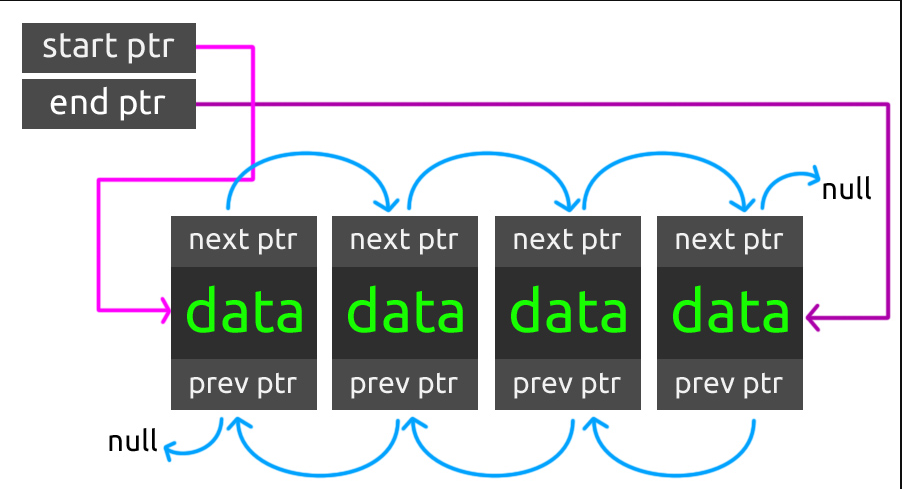 start ptr
end ptr
null
next ptr next ptr next ptr next ptr
data data data data
prev ptr prev ptr prev ptr prev ptr
null